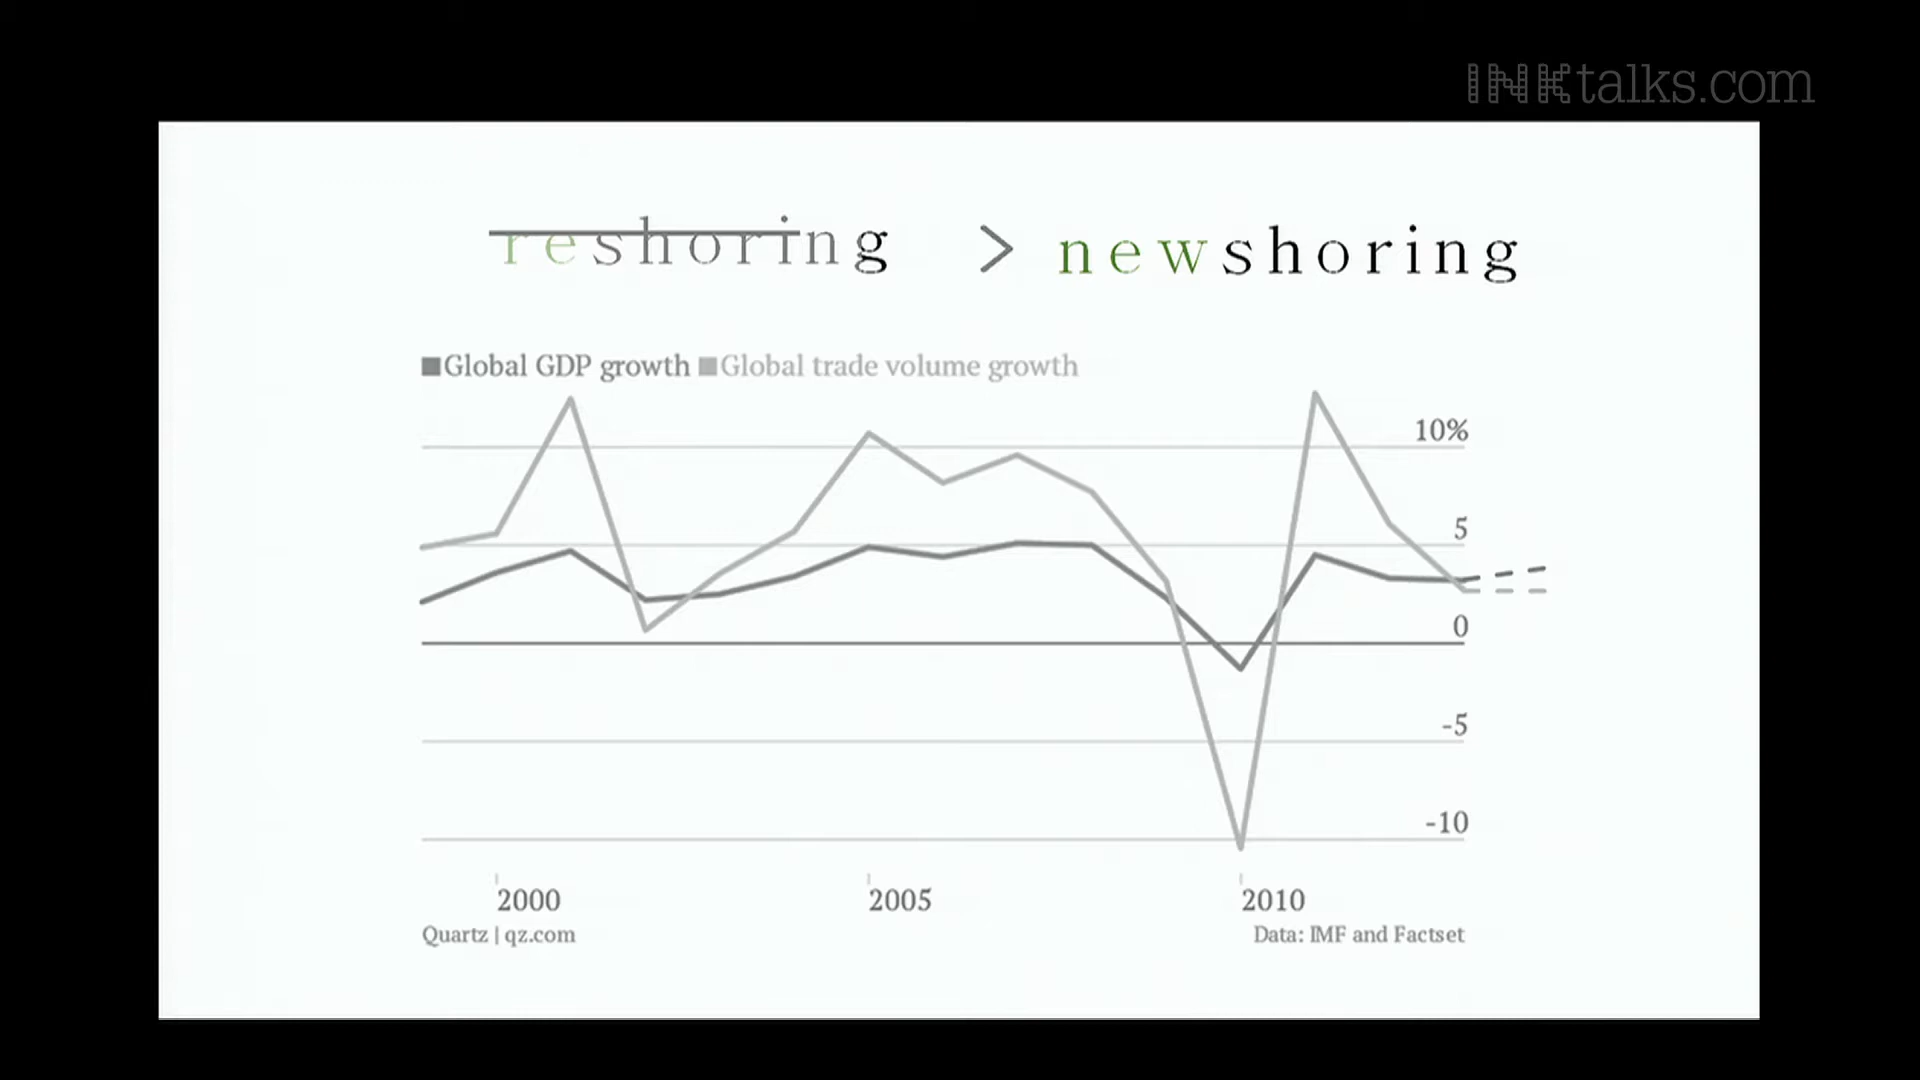 INKtalks.com
reshoring > newshoring
Global GDP growth Global trade volume growth
10%
5
0
-5
-10
2000 2005 2010
Quartz | qz.com Data: IMF and Factset